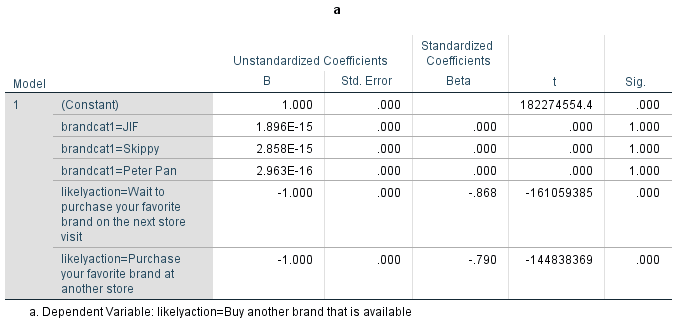 a
Unstandardized Coefficients Standardized Coefficients
Model B Std. Error Beta t Sig.
1 (Constant) 1.000 .000 182274554.4 .000
brandcat1=JIF 1.896E-15 .000 .000 .000 1.000
brandcat1=Skippy 2.858E-15 .000 .000 .000 1.000
brandcat1=Peter Pan 2.963E-16 .000 .000 .000 1.000
likelyaction=Wait to -1.000 .000 -.868 -161059385 .000
purchase your favorite
brand on the next store
visit
likelyaction=Purchase -1.000 .000 -.790 -144838369 .000
your favorite brand at
another store
a. Dependent Variable: likelyaction=Buy another brand that is available